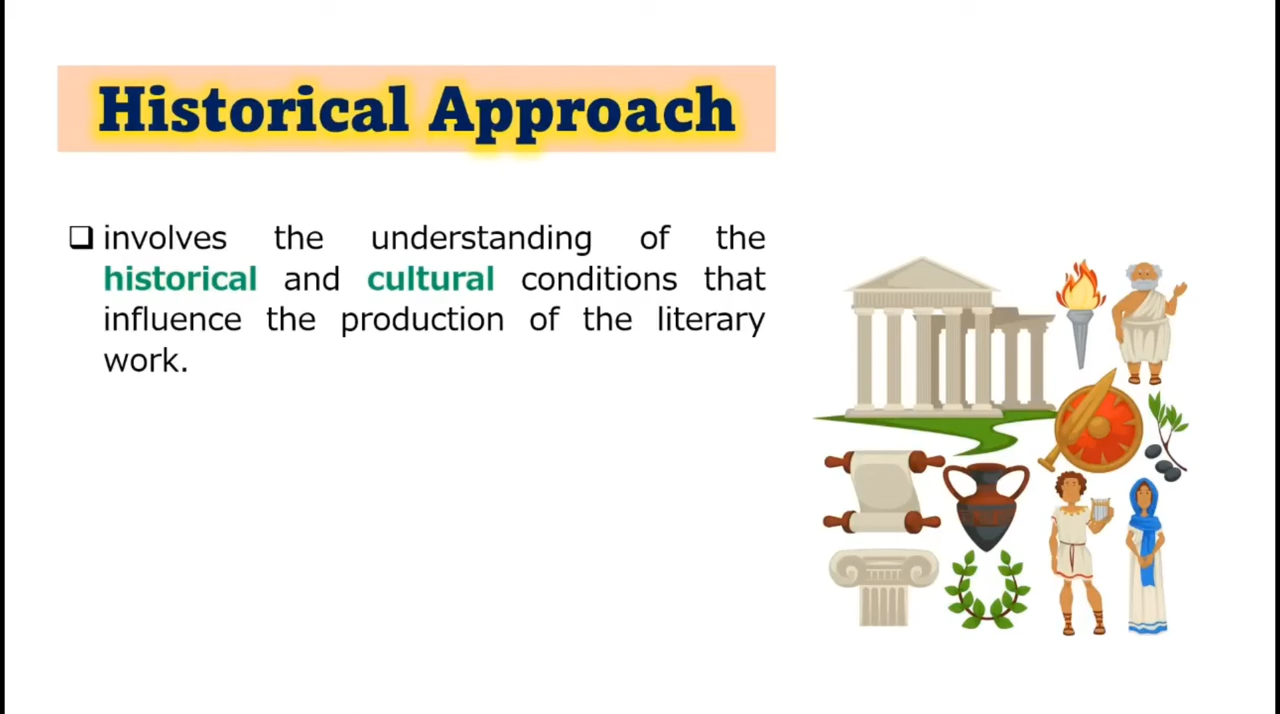 Historical Approach
involves the understanding of the
historical and cultural conditions that
influence the production of the literary
work.